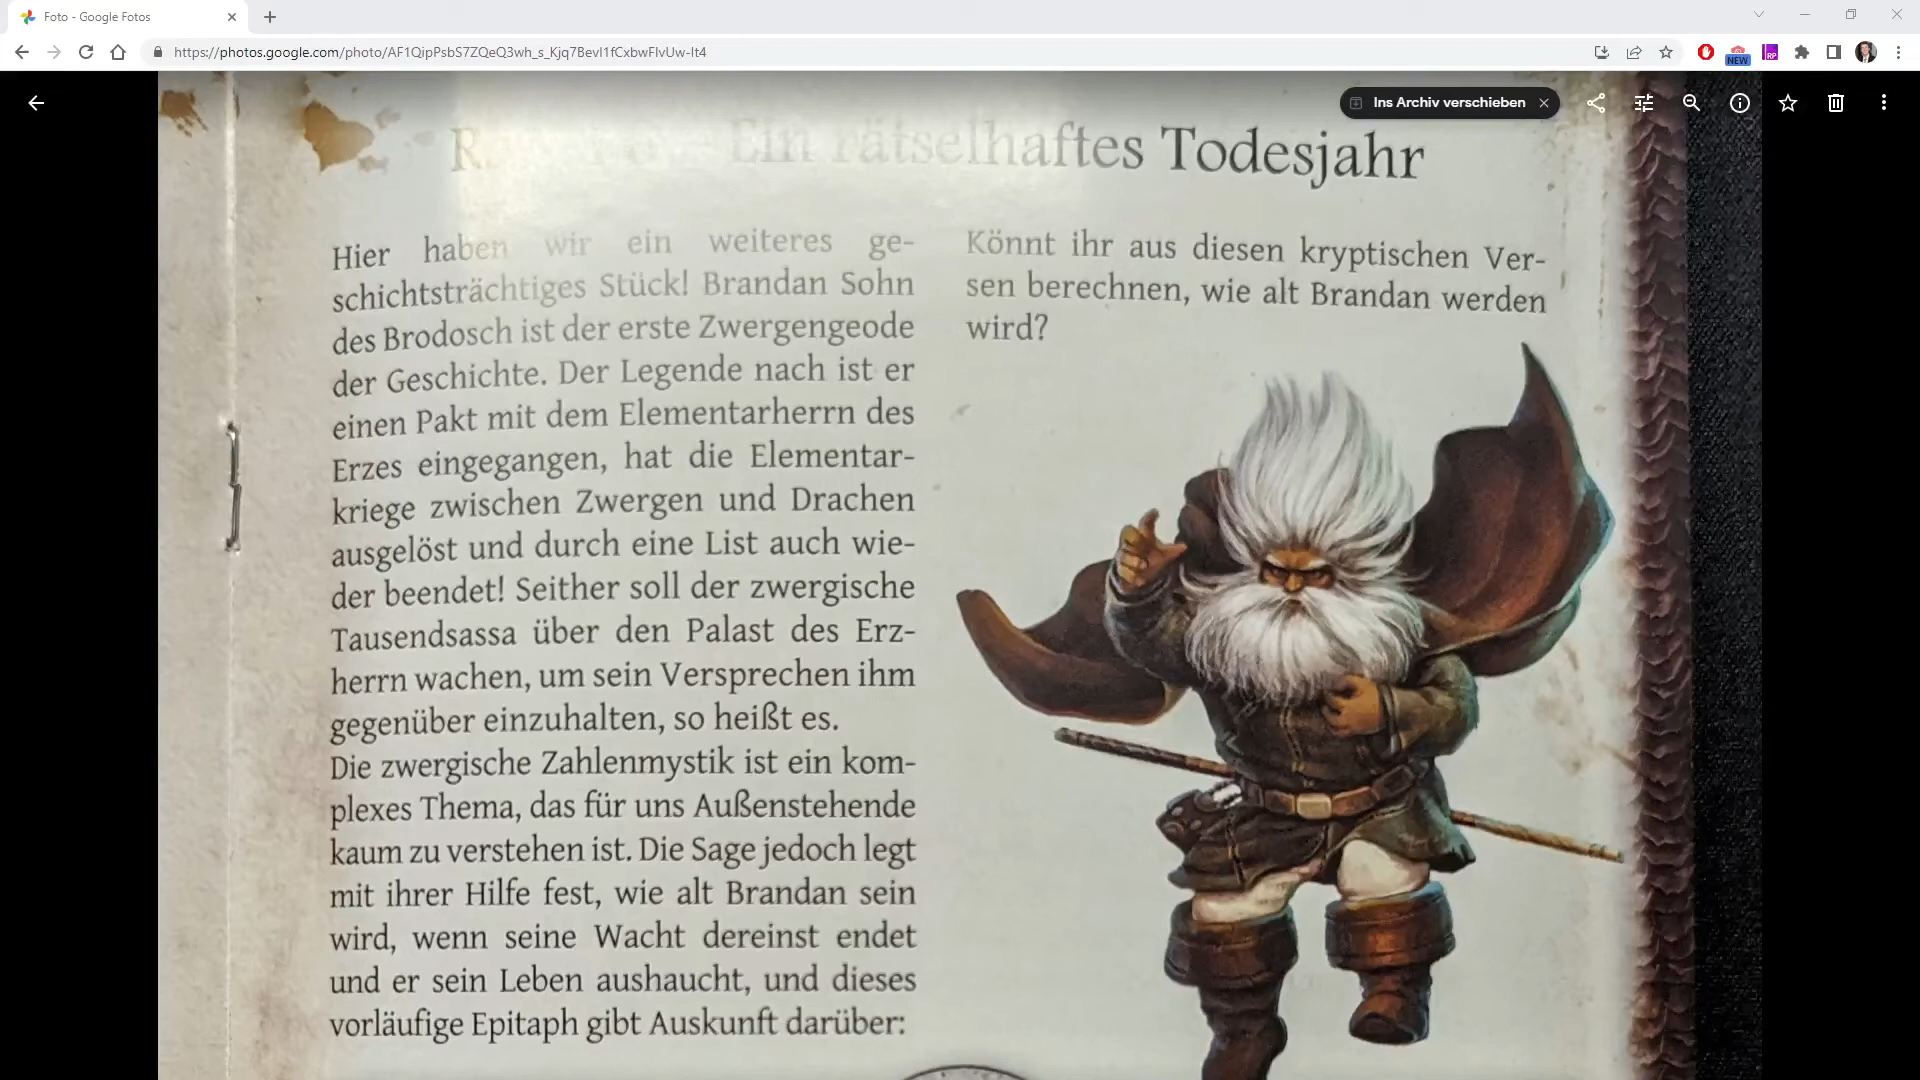 Foto - Google Fotos
https://photos.google.com/photo/AF1QipPsbS7ZQeQ3wh_s_Kjq7BevI1fCxbwFIvUw-It4
NEW
RP
Ins Archiv verschieben
Ein rätselhaftes Todesjahr
Hier haben wir ein weiteres ge-
schichtsträchtiges Stück! Brandan Sohn
des Brodosch ist der erste Zwergengeode
der Geschichte. Der Legende nach ist er
einen Pakt mit dem Elementarherrn des
Erzes eingegangen, hat die Elementar-
kriege zwischen Zwergen und Drachen
ausgelöst und durch eine List auch wie-
der beendet! Seither soll der zwergische
Tausendsassa über den Palast des Erz-
herrn wachen, um sein Versprechen ihm
gegenüber einzuhalten, so heißt es.
Die zwergische Zahlenmystik ist ein kom-
plexes Thema, das für uns Außenstehende
kaum zu verstehen ist. Die Sage jedoch legt
mit ihrer Hilfe fest, wie alt Brandan sein
wird, wenn seine Wacht dereinst endet
und er sein Leben aushaucht, und dieses
vorläufige Epitaph gibt Auskunft darüber:
Könnt ihr aus diesen kryptischen Ver-
sen berechnen, wie alt Brandan werden
wird?